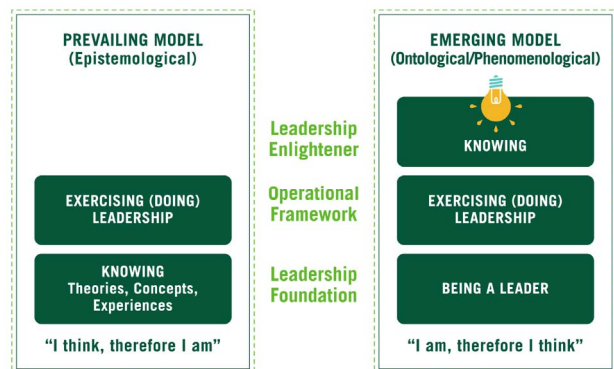 PREVAILING MODEL
(Epistemological)
EXERCISING (DOING)
LEADERSHIP
KNOWING
Theories, Concepts,
Experiences
“I think, therefore I am”
Leadership
Enlightener
Operational
Framework
Leadership
Foundation
EMERGING MODEL
(Ontological/Phenomenological)
KNOWING
EXERCISING (DOING)
LEADERSHIP
BEING A LEADER
“I am, therefore I think”